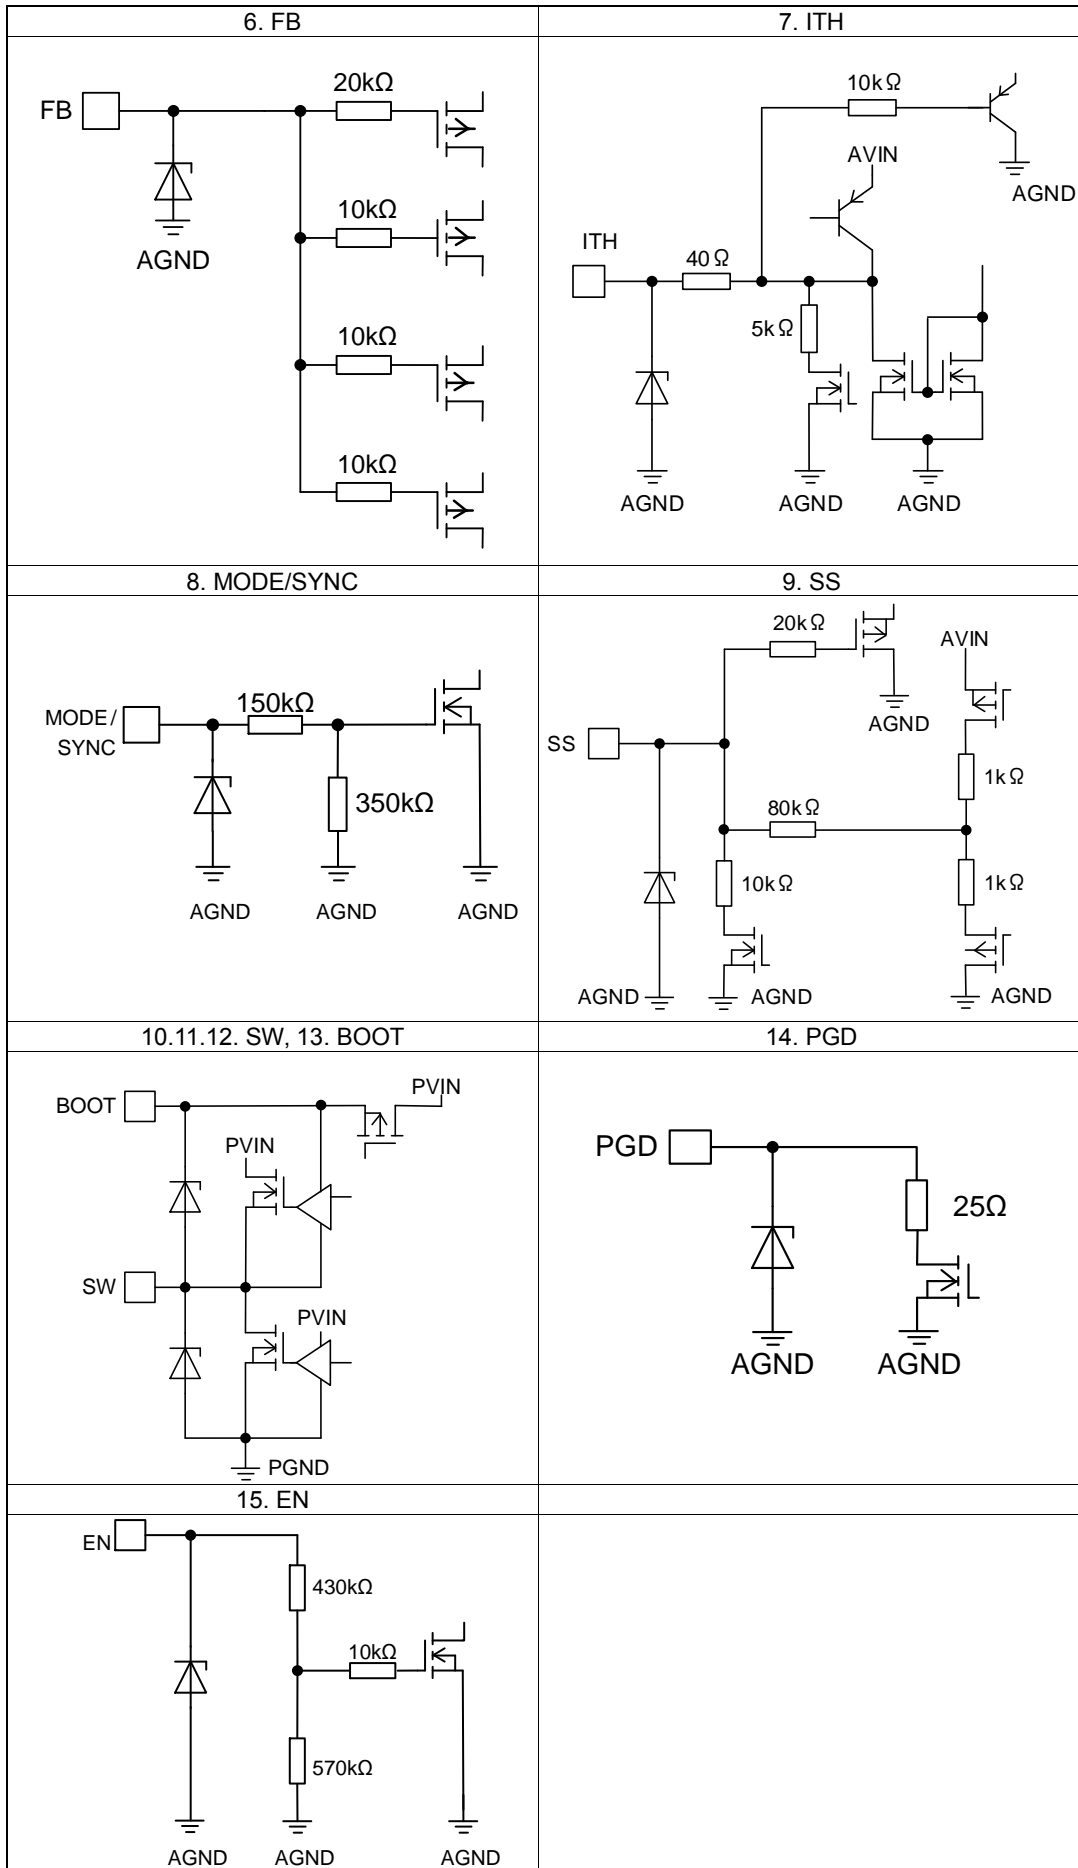 6. FB
20kΩ
FB
AGND
10kΩ
10kΩ
10kΩ
7. ITH
10kΩ
AVIN
AGND
ITH
40Ω
5kΩ
AGND
AGND
AGND
8. MODE/SYNC
MODE/
SYNC
150kΩ
350kΩ
AGND
AGND
AGND
9. SS
20kΩ
AVIN
AGND
SS
1kΩ
80kΩ
10kΩ
1kΩ
AGND
AGND
AGND
10.11.12. SW, 13. BOOT
BOOT
PVIN
PVIN
SW
PVIN
PGND
14. PGD
PGD
25Ω
AGND
AGND
15. EN
EN
430kΩ
10kΩ
570kΩ
AGND
AGND
AGND